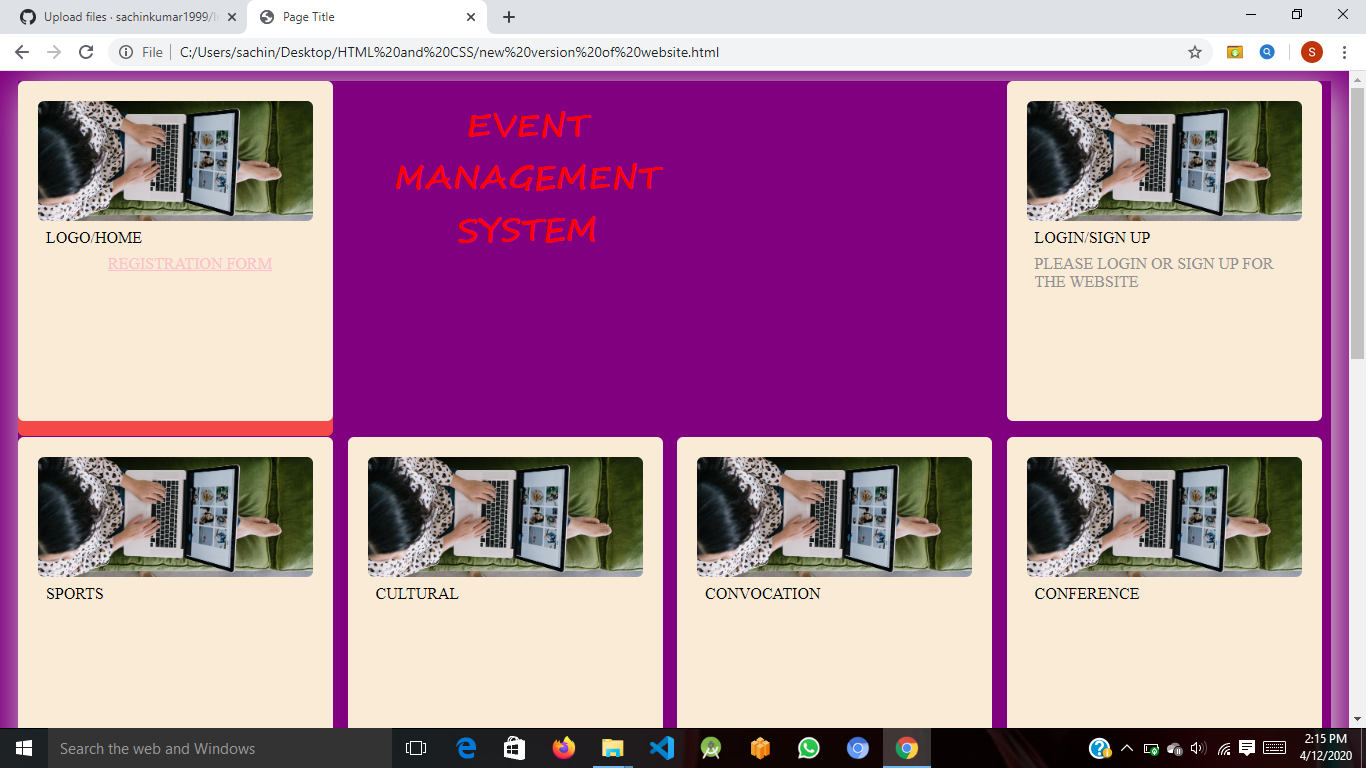 Upload files · sachinkumar1999/
Page Title
File
C:/Users/sachin/Desktop/HTML%20and%20CSS/new%20version%20of%20website.html
S
EVENT
MANAGEMENT
SYSTEM
LOGO/HOME
REGISTRATION FORM
LOGIN/SIGN UP
PLEASE LOGIN OR SIGN UP FOR
THE WEBSITE
SPORTS
CULTURAL
CONVOCATION
CONFERENCE
Search the web and Windows
2:15 PM
4/12/2020